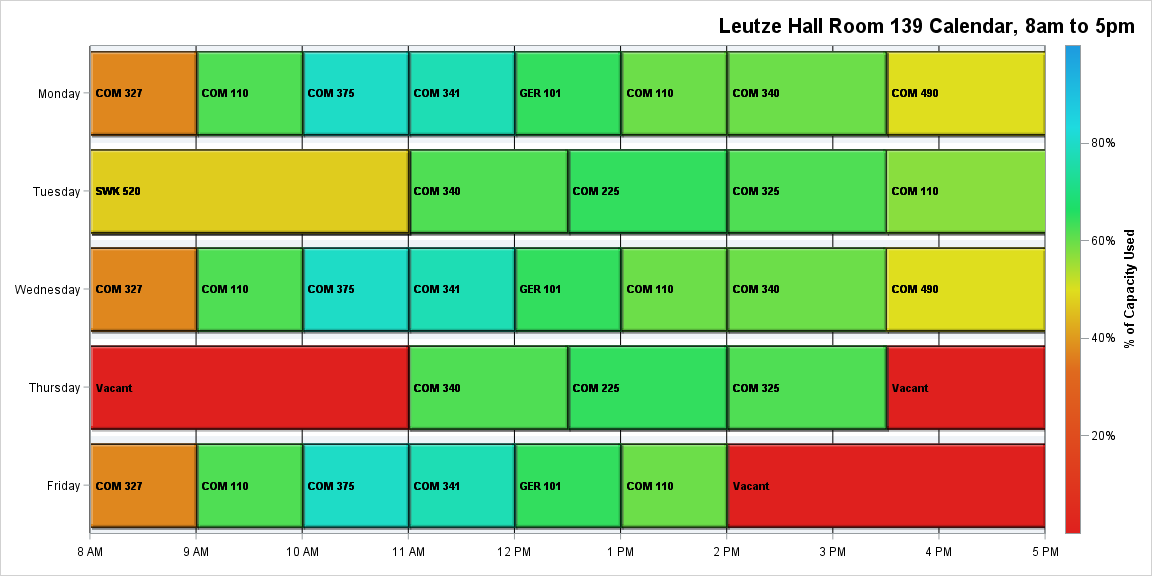 Leutze Hall Room 139 Calendar, 8am to 5pm
Monday
COM 327
COM 110
COM 375
COM 341
GER 101
COM 110
COM 340
COM 490
Tuesday
SWK 520
COM 340
COM 225
COM 325
COM 110
Wednesday
COM 327
COM 110
COM 375
COM 341
GER 101
COM 110
COM 340
COM 490
Thursday
Vacant
COM 340
COM 225
COM 325
Vacant
Friday
COM 327
COM 110
COM 375
COM 341
GER 101
COM 110
Vacant
8 AM
9 AM
10 AM
11 AM
12 PM
1 PM
2 PM
3 PM
4 PM
5 PM
80%
60%
40%
20%
% of Capacity Used